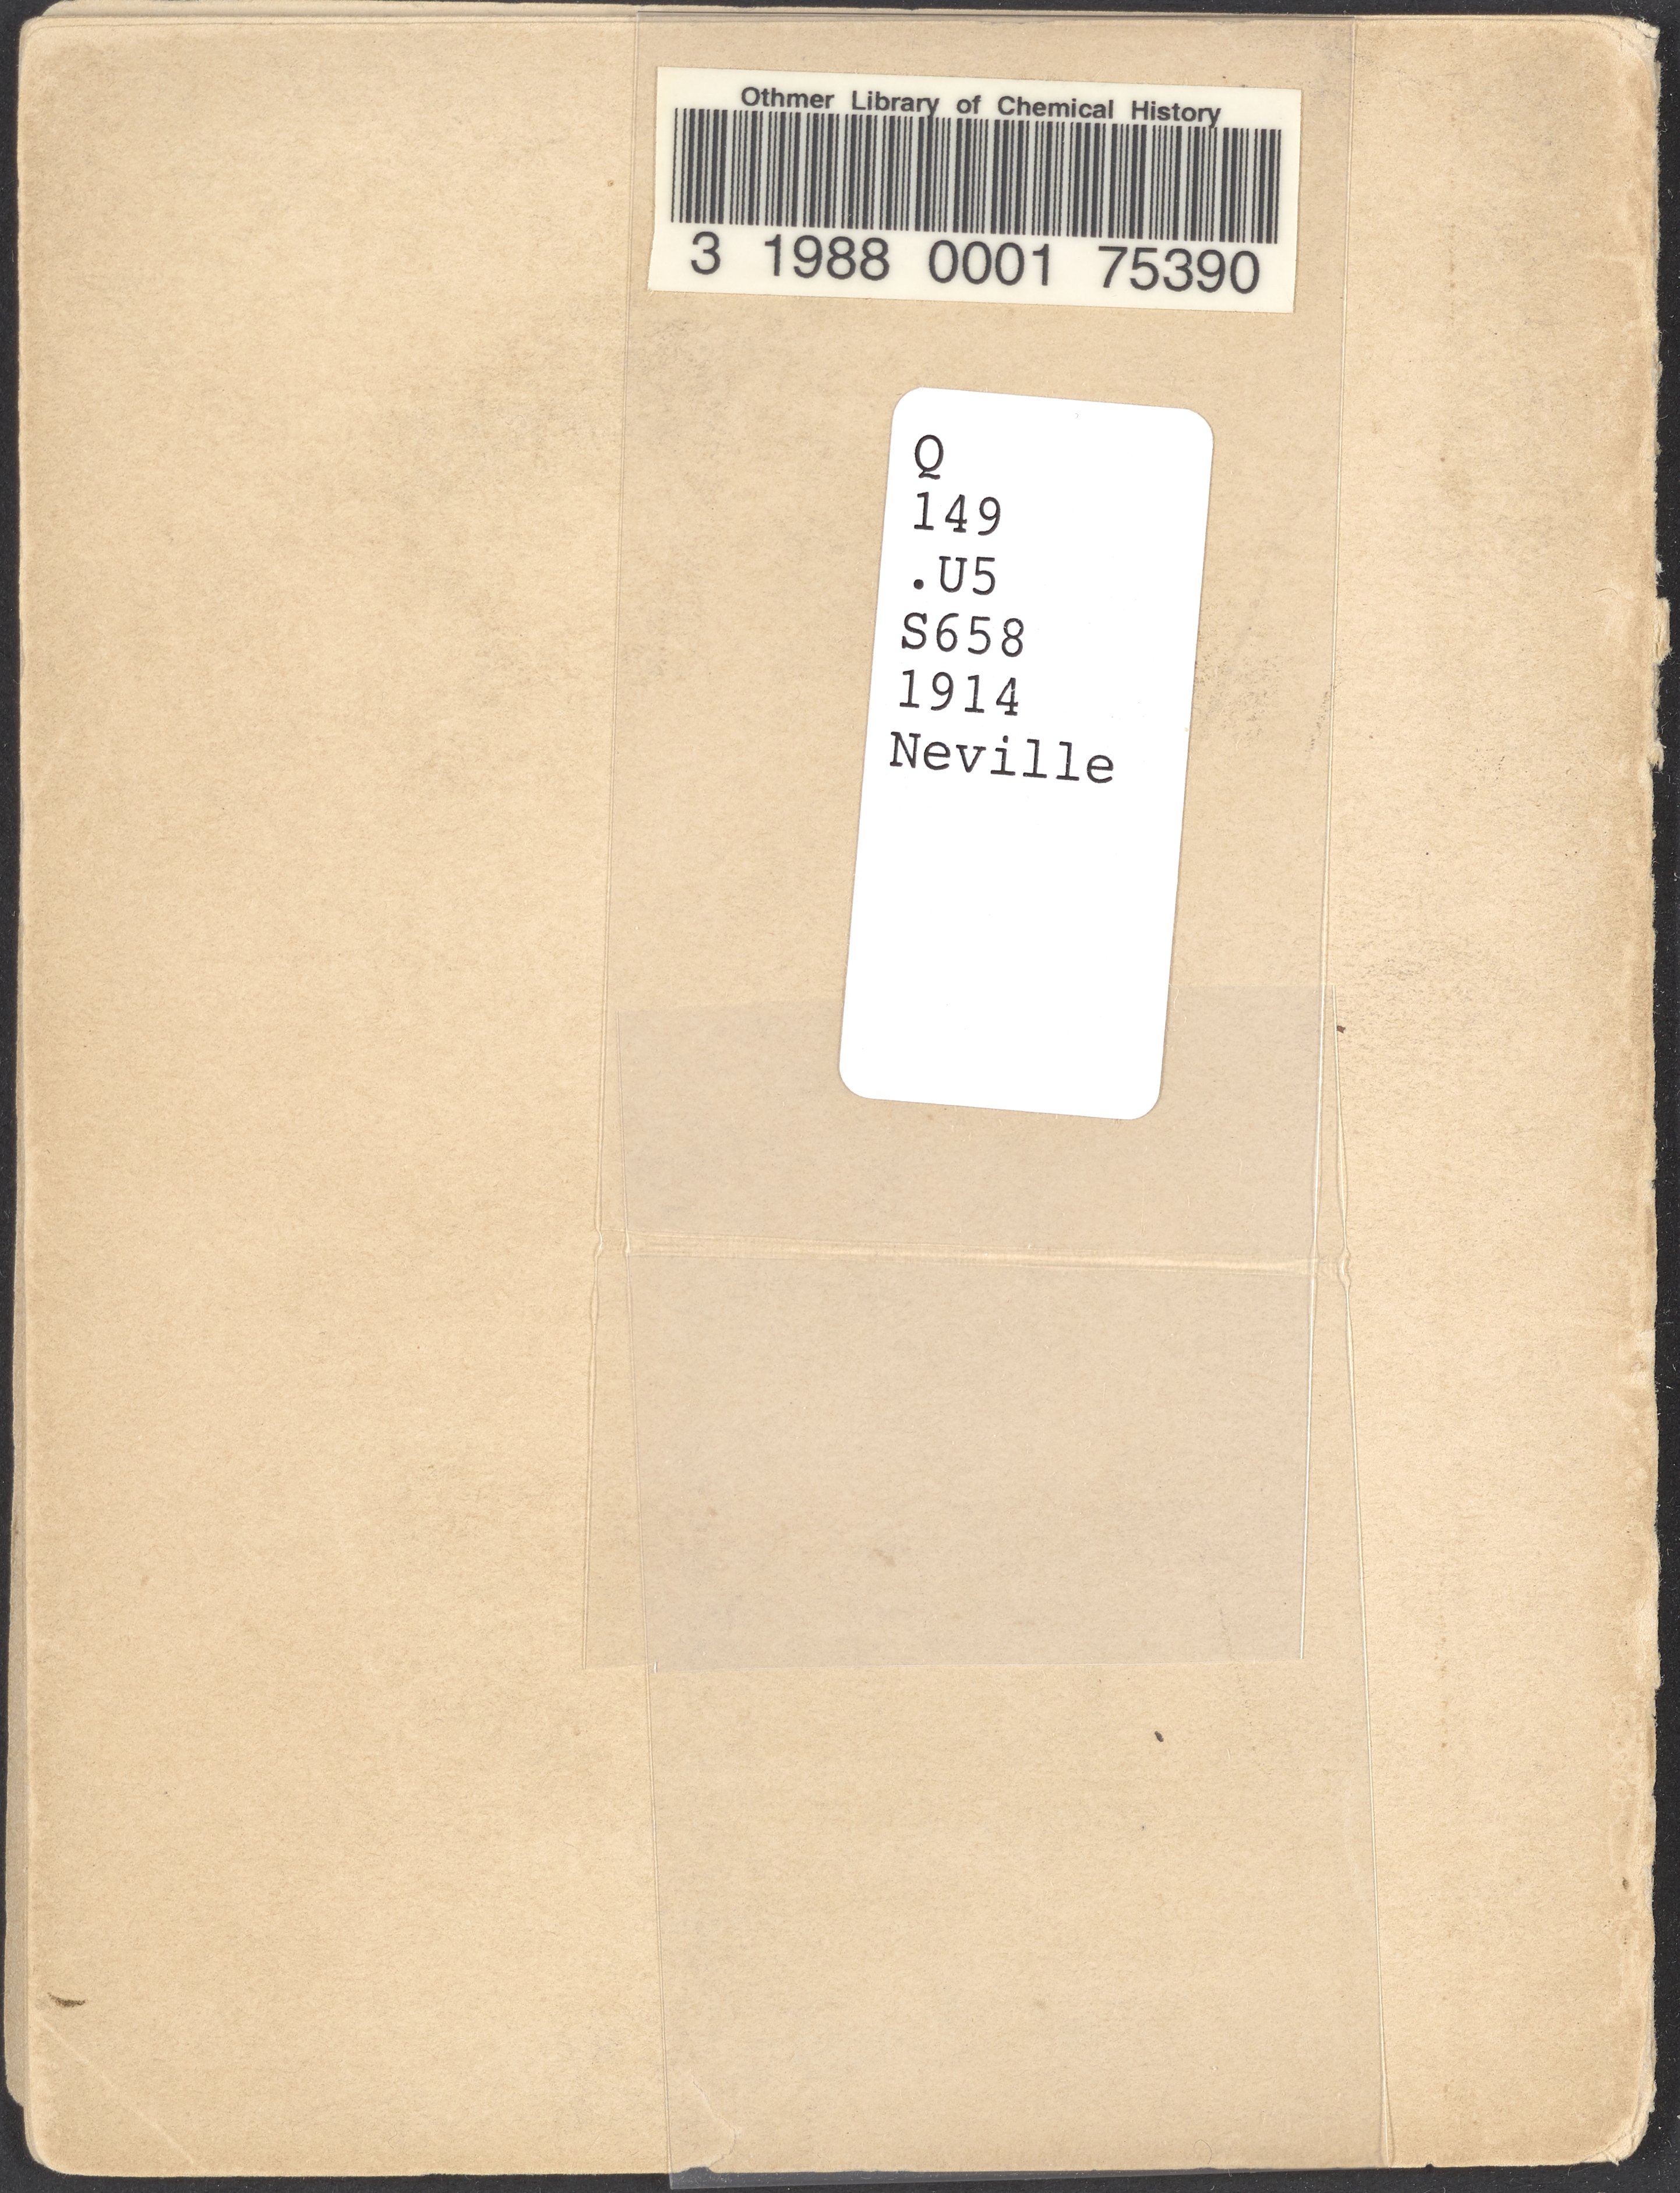 Othmer Library of Chemical History
3 1988 0001 75390
Q
149
.U5
S658
1914
Neville